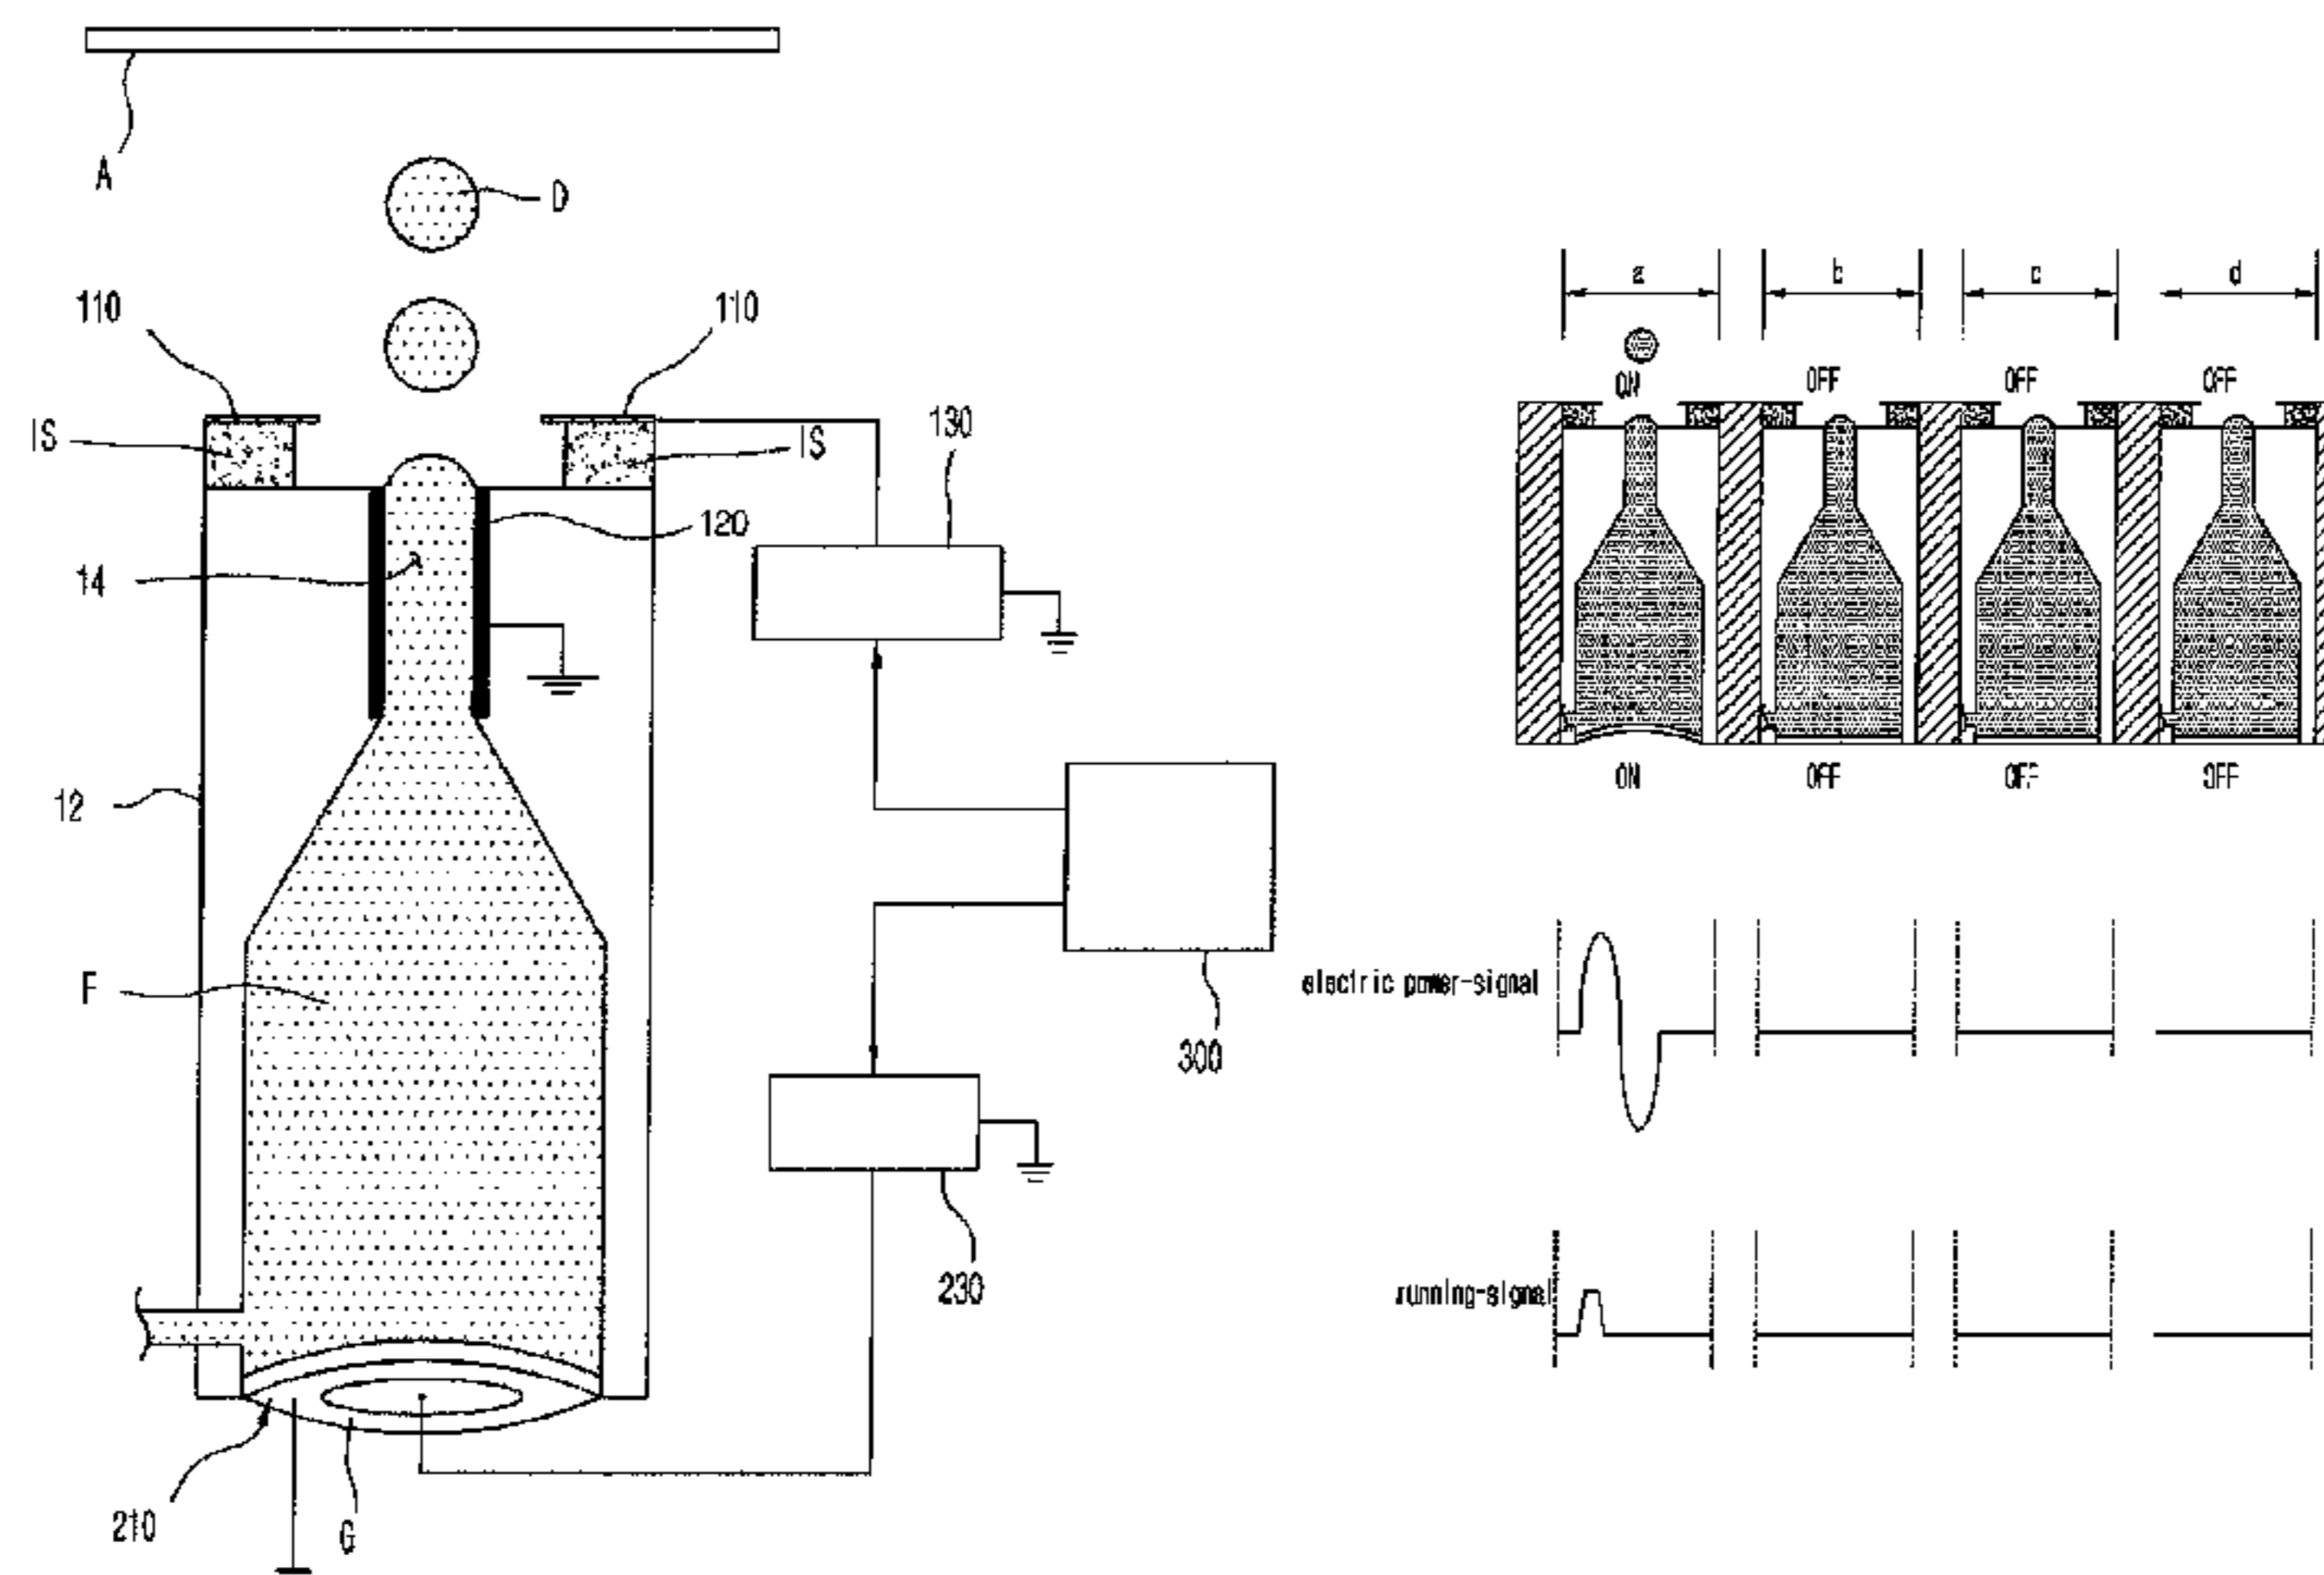 A
D
110
110
IS
IS
130
120
14
12
F
300
230
210
G
a b c d
ON OFF OFF OFF
ON OFF OFF OFF
electric power-signal
running-signal